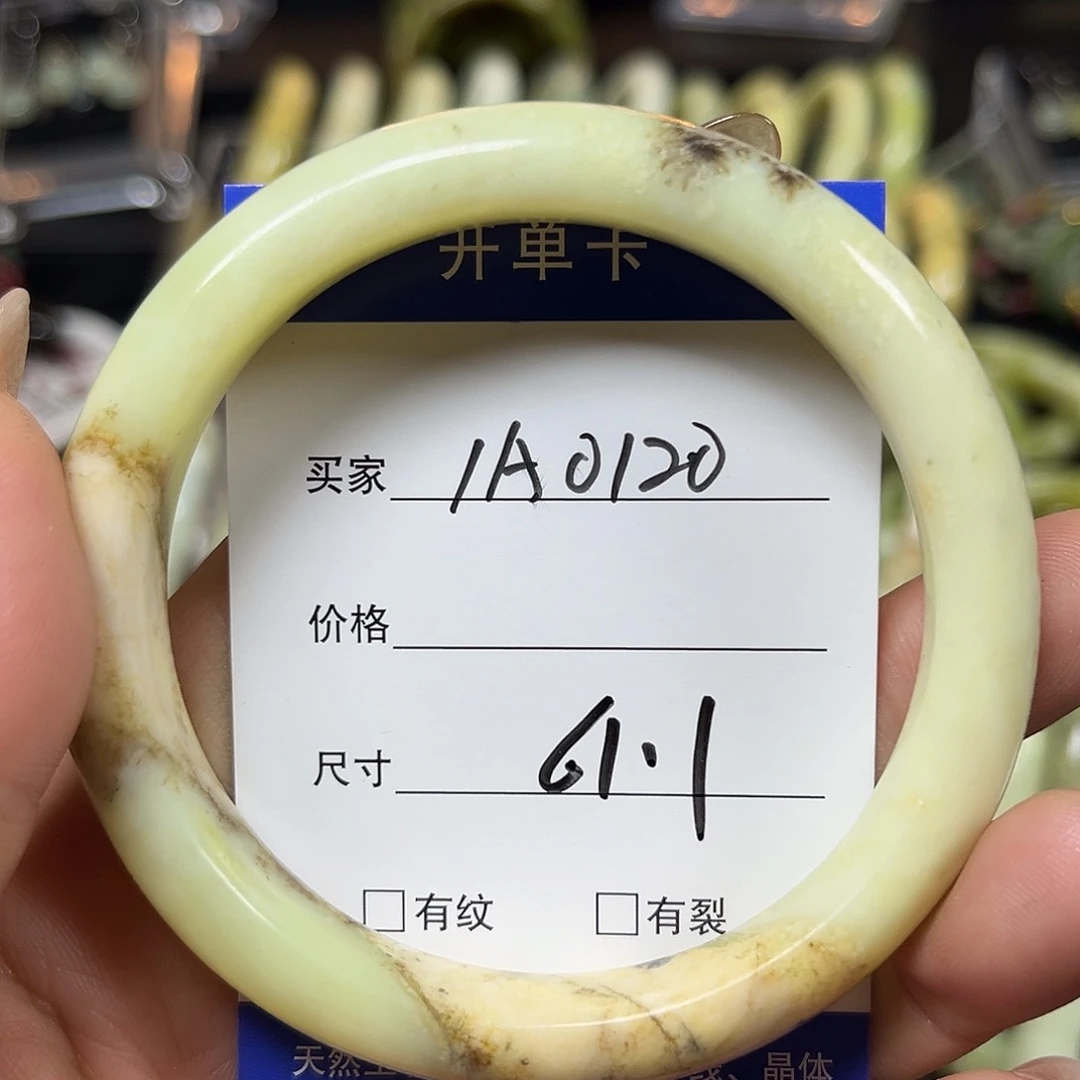 开单卡
买家 1A0120
价格
尺寸 61.1
□有纹 □有裂
天然
、晶体